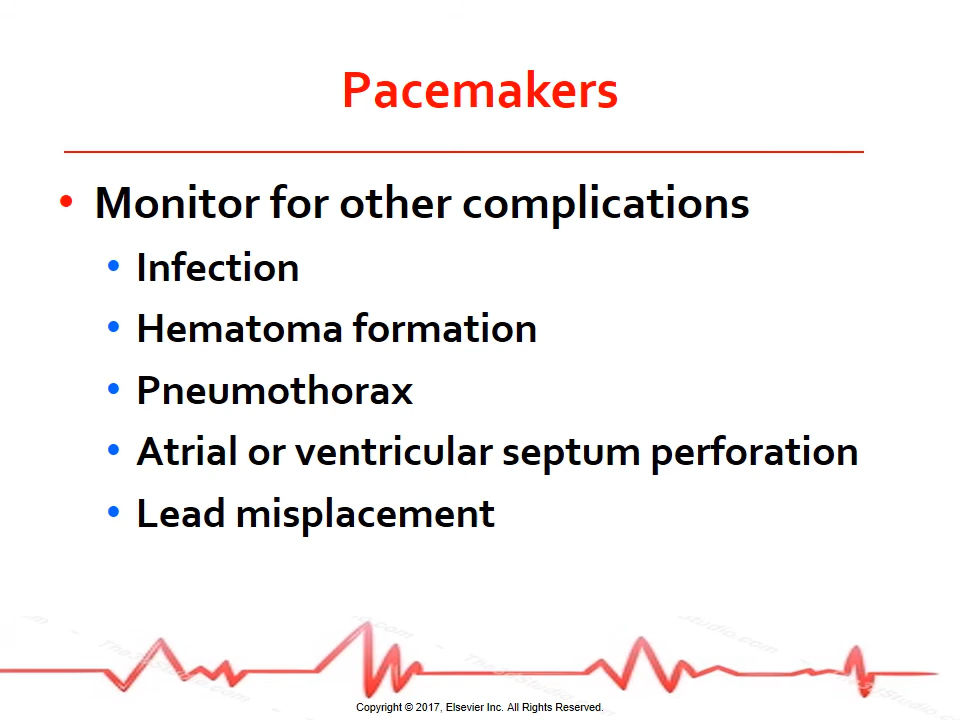 Pacemakers
• Monitor for other complications
• Infection
• Hematoma formation
• Pneumothorax
• Atrial or ventricular septum perforation
• Lead misplacement
Copyright © 2017, Elsevier Inc. All Rights Reserved.